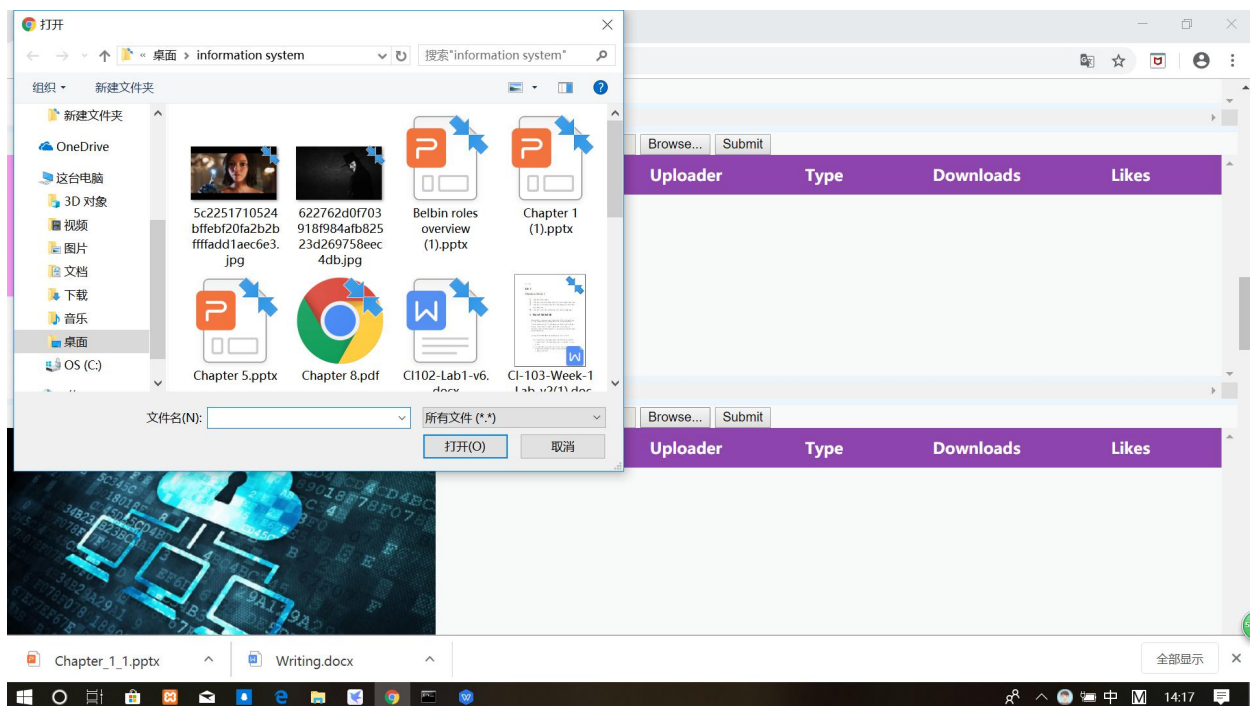 打开
« 桌面 › information system
搜索"information system"
组织
新建文件夹
新建文件夹
OneDrive
这台电脑
3D 对象
视频
图片
文档
下载
音乐
桌面
OS (C:)
5c2251710524
bffebf20fa2b2b
ffffadd1aec6e3.
jpg
622762d0f703
918f984afb825
23d269758eec
4db.jpg
Belbin roles
overview
(1).pptx
Chapter 1
(1).pptx
Chapter 5.pptx
Chapter 8.pdf
CI102-Lab1-v6.
docx
CI-103-Week-1
Lab v2(1).doc
文件名(N):
所有文件 (*.*)
打开(O)
取消
Browse... Submit
Uploader Type Downloads Likes
Browse... Submit
Uploader Type Downloads Likes
Chapter_1_1.pptx
Writing.docx
全部显示
中 M 14:17